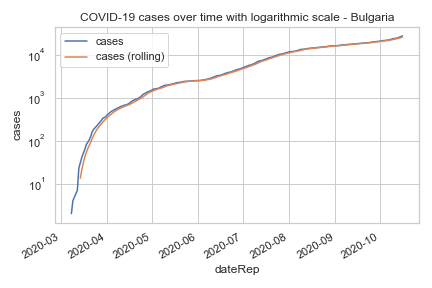 COVID-19 cases over time with logarithmic scale - Bulgaria
cases
cases (rolling)
10⁴
10³
10²
10¹
cases
2020-03
2020-04
2020-05
2020-06
2020-07
2020-08
2020-09
2020-10
dateRep